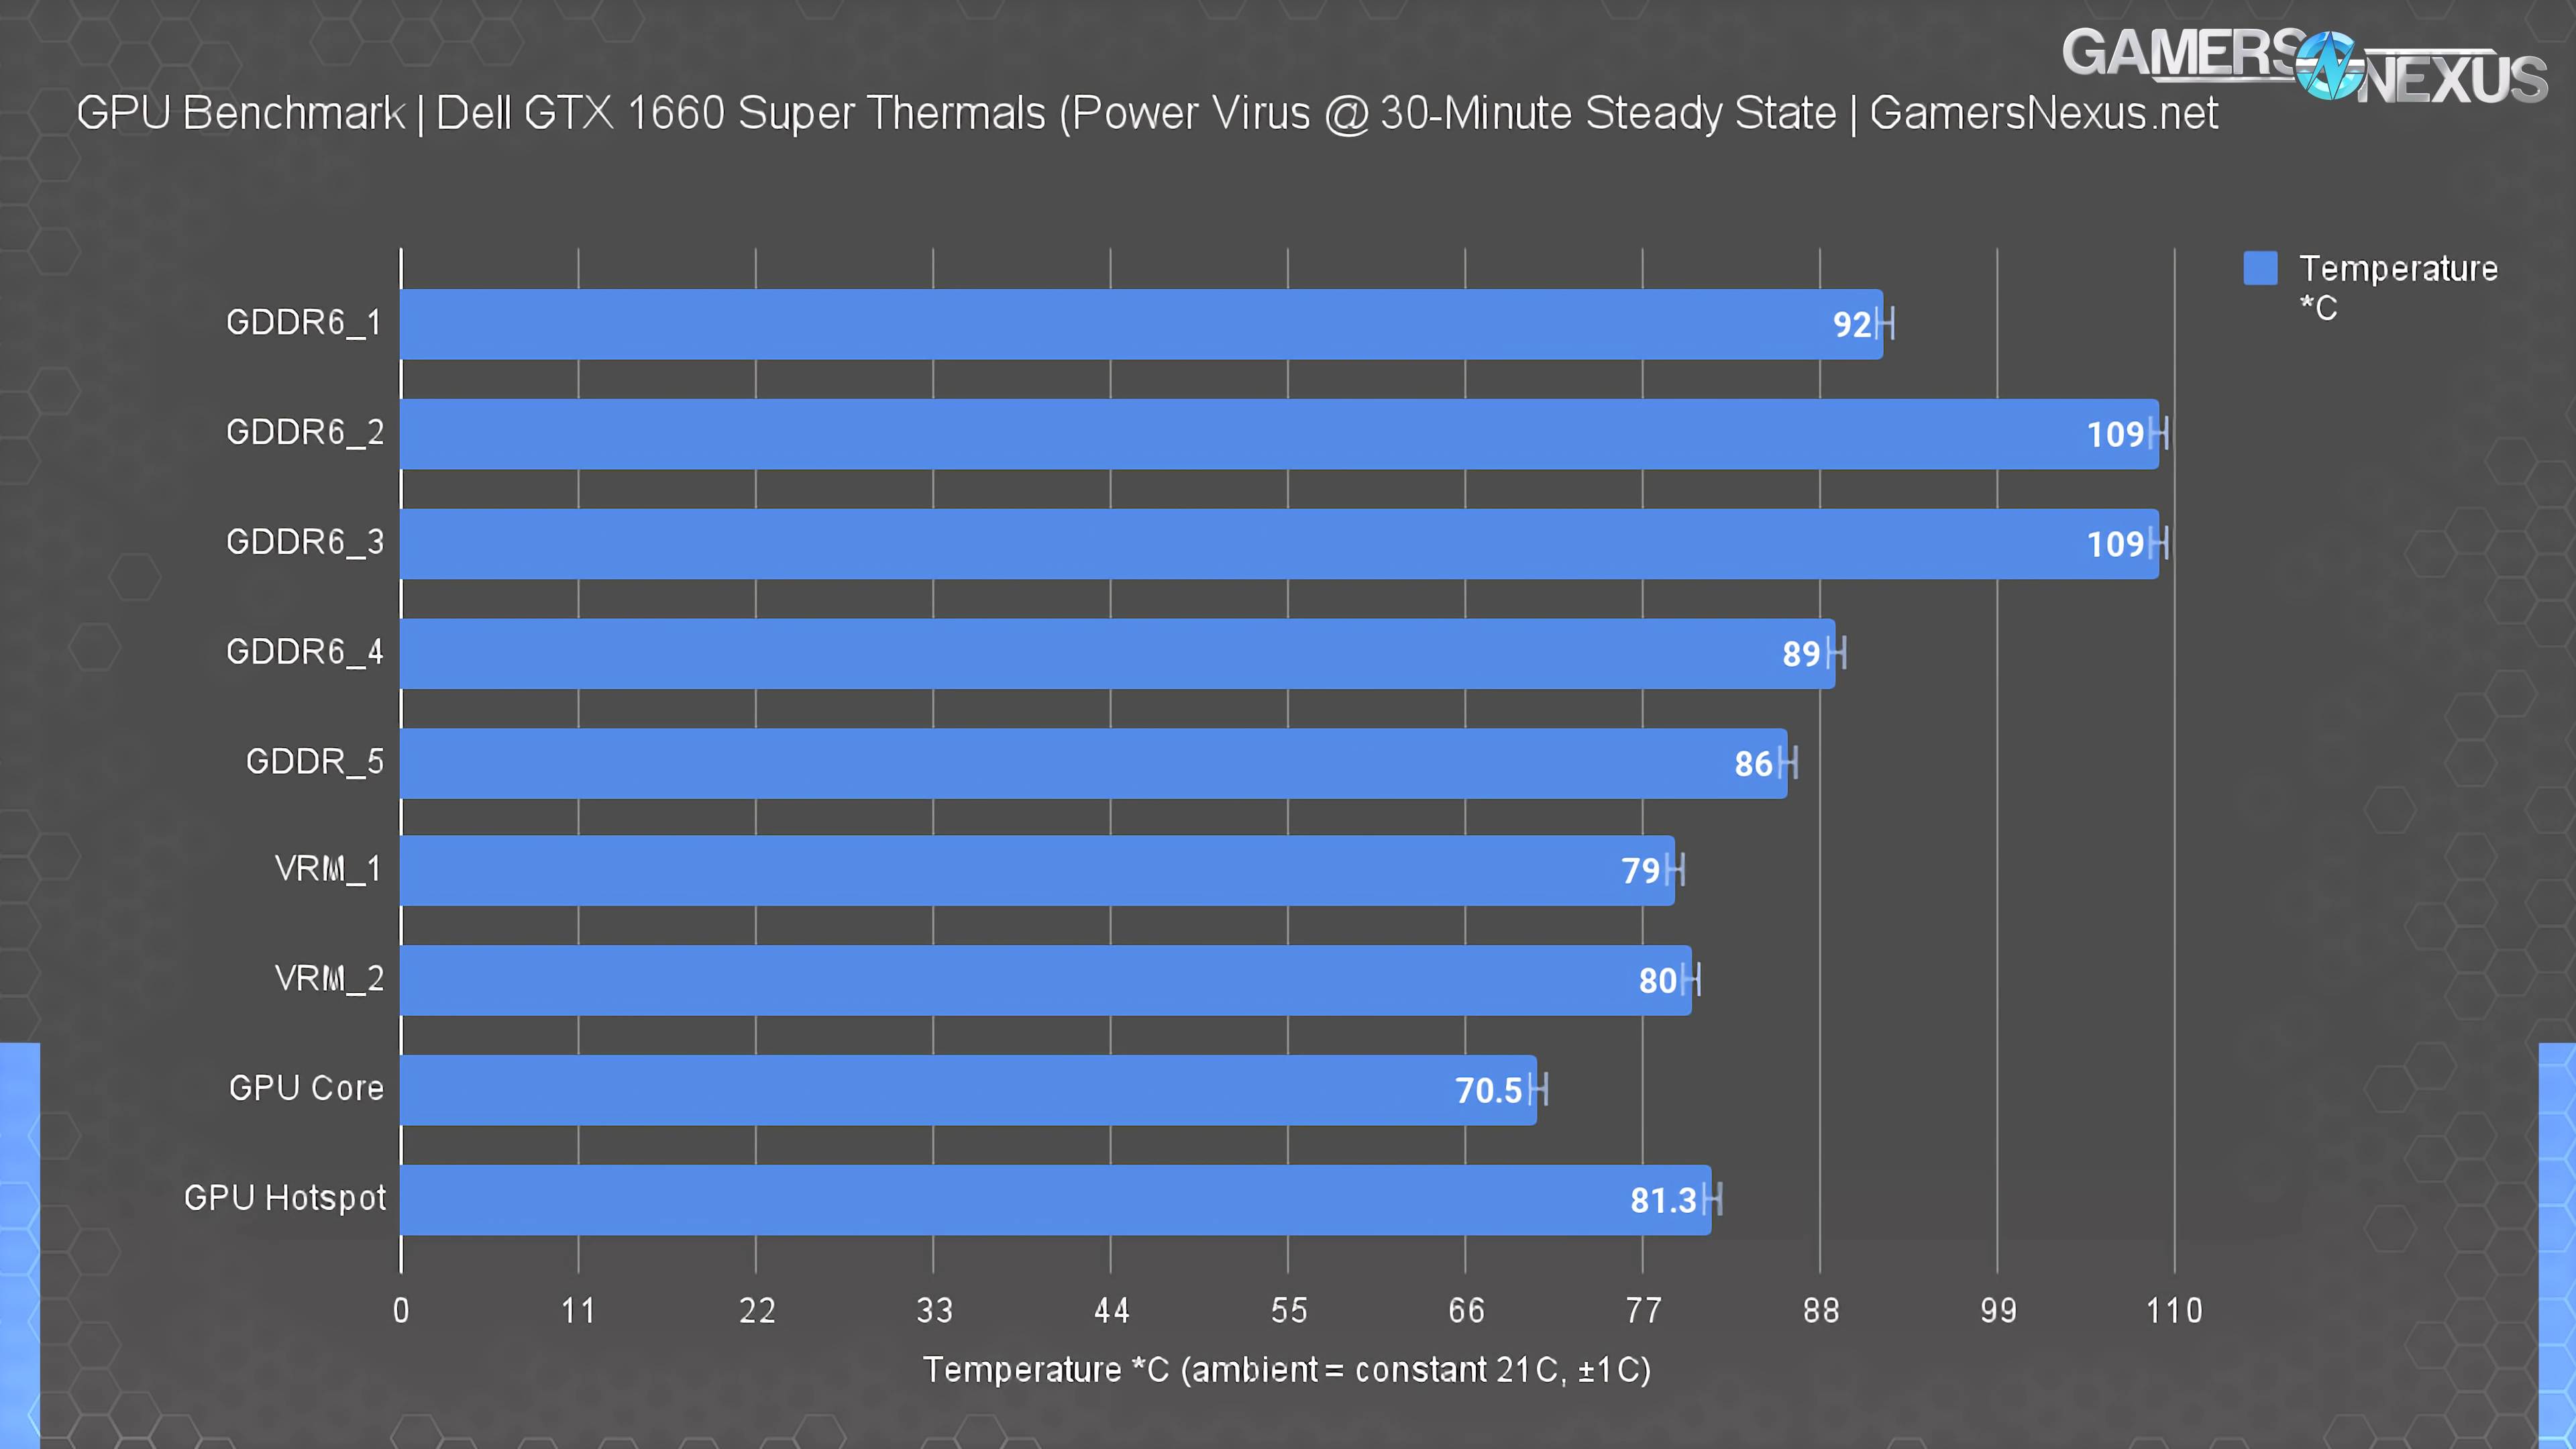 GAMERS NEXUS
GPU Benchmark | Dell GTX 1660 Super Thermals (Power Virus @ 30-Minute Steady State | GamersNexus.net
Temperature
*C
GDDR6_1 92
GDDR6_2 109
GDDR6_3 109
GDDR6_4 89
GDDR_5 86
VRM_1 79
VRM_2 80
GPU Core 70.5
GPU Hotspot 81.3
0 11 22 33 44 55 66 77 88 99 110
Temperature *C (ambient = constant 21C, ±1C)